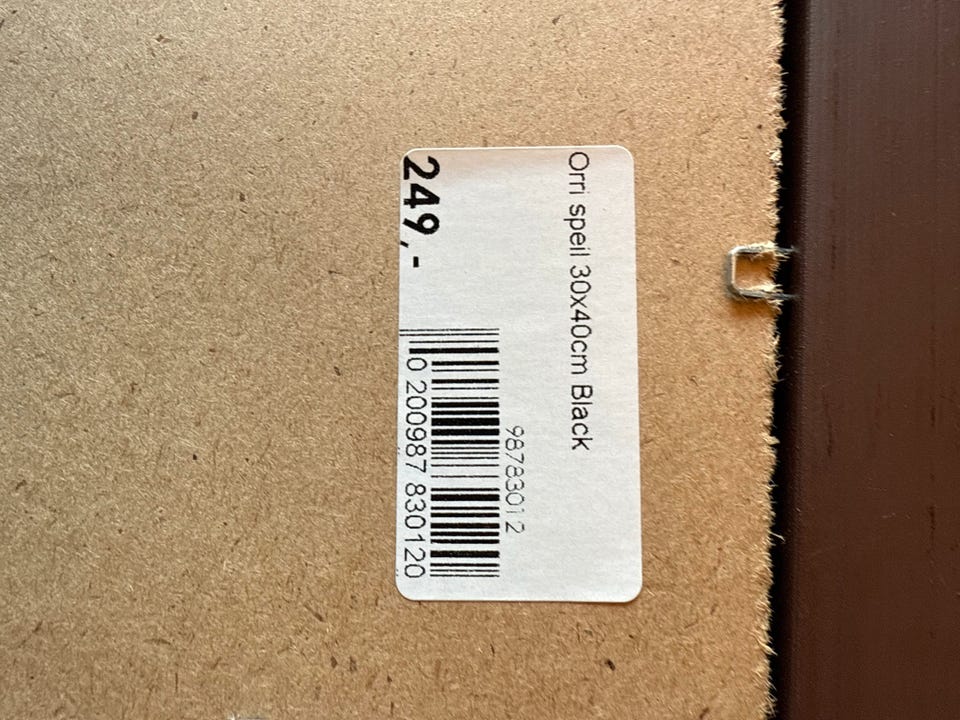 Orri speil 30x40cm Black
98783012
249,-
0 200987 830120